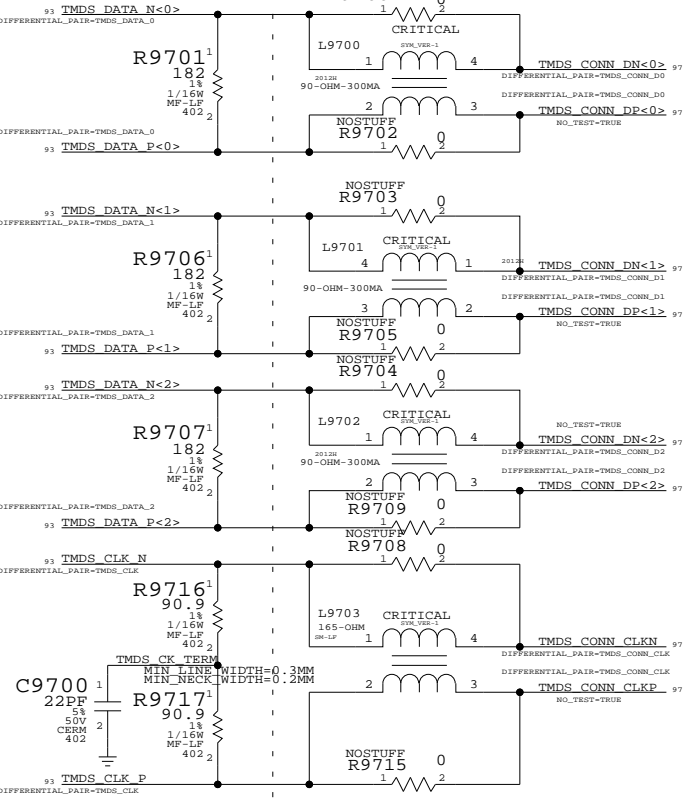 93 TMDS_DATA_N<0> 1 0 2
DIFFERENTIAL_PAIR=TMDS_DATA_0
CRITICAL
L9700 SYM_VER-1
R9701 1
182
1%
1/16W
MF-LF
402 2
1 4 TMDS_CONN_DN<0> 97
2012H
90-OHM-300MA
DIFFERENTIAL_PAIR=TMDS_CONN_D0
DIFFERENTIAL_PAIR=TMDS_CONN_D0
2 3 TMDS_CONN_DP<0> 97
NO_TEST=TRUE
NOSTUFF
R9702 0
DIFFERENTIAL_PAIR=TMDS_DATA_0
93 TMDS_DATA_P<0> 1 2
NOSTUFF
R9703 0
93 TMDS_DATA_N<1> 1 2
DIFFERENTIAL_PAIR=TMDS_DATA_1
L9701 CRITICAL
SYM_VER-1
R9706 1
182
1%
1/16W
MF-LF
402 2
4 1 2012H TMDS_CONN_DN<1> 97
DIFFERENTIAL_PAIR=TMDS_CONN_D1
90-OHM-300MA
DIFFERENTIAL_PAIR=TMDS_CONN_D1
3 2 TMDS_CONN_DP<1> 97
NO_TEST=TRUE
NOSTUFF
R9705 0
DIFFERENTIAL_PAIR=TMDS_DATA_1
93 TMDS_DATA_P<1> 1 2
NOSTUFF
R9704 0
93 TMDS_DATA_N<2> 1 2
DIFFERENTIAL_PAIR=TMDS_DATA_2
L9702 CRITICAL
SYM_VER-1
NO_TEST=TRUE
R9707 1
182
1%
1/16W
MF-LF
402 2
1 4 TMDS_CONN_DN<2> 97
2012H
90-OHM-300MA
DIFFERENTIAL_PAIR=TMDS_CONN_D2
DIFFERENTIAL_PAIR=TMDS_CONN_D2
2 3 TMDS_CONN_DP<2> 97
NO_TEST=TRUE
NOSTUFF
R9709 0
DIFFERENTIAL_PAIR=TMDS_DATA_2
93 TMDS_DATA_P<2> 1 2
NOSTUFF
R9708 0
93 TMDS_CLK_N 1 2
DIFFERENTIAL_PAIR=TMDS_CLK
R9716 1
90.9
1%
1/16W
MF-LF
402 2
L9703 CRITICAL
SYM_VER-1
165-OHM
SM-LF
1 4 TMDS_CONN_CLKN 97
DIFFERENTIAL_PAIR=TMDS_CONN_CLK
TMDS_CK_TERM
MIN_LINE_WIDTH=0.3MM
MIN_NECK_WIDTH=0.2MM
DIFFERENTIAL_PAIR=TMDS_CONN_CLK
2 3 TMDS_CONN_CLKP 97
NO_TEST=TRUE
C9700 1
22PF
5%
50V
CERM
402
2
R9717 1
90.9
1%
1/16W
MF-LF
402 2
NOSTUFF
R9715 0
93 TMDS_CLK_P 1 2
DIFFERENTIAL_PAIR=TMDS_CLK